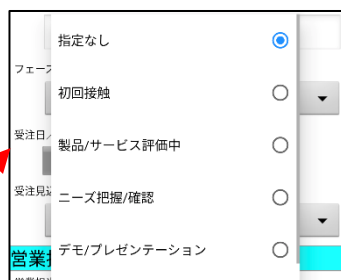 指定なし
フェース
初回接触
受注日
製品/サービス評価中
受注見込
ニーズ把握/確認
営業
デモ/プレゼンテーション